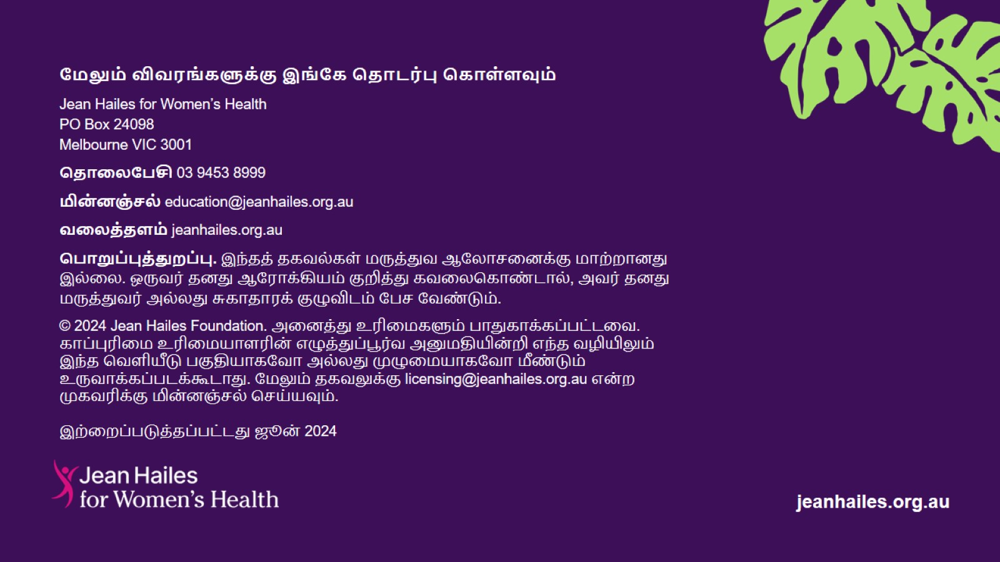 மேலும் விவரங்களுக்கு இங்கே தொடர்பு கொள்ளவும்
Jean Hailes for Women’s Health
PO Box 24098
Melbourne VIC 3001
தொலைபேசி 03 9453 8999
மின்னஞ்சல் education@jeanhailes.org.au
வலைத்தளம் jeanhailes.org.au
பொறுப்புத்துறப்பு. இந்தத் தகவல்கள் மருத்துவ ஆலோசனைக்கு மாற்றானது
இல்லை. ஒருவர் தனது ஆரோக்கியம் குறித்து கவலைகொண்டால், அவர் தனது
மருத்துவர் அல்லது சுகாதாரக் குழுவிடம் பேச வேண்டும்.
© 2024 Jean Hailes Foundation. அனைத்து உரிமைகளும் பாதுகாக்கப்பட்டவை.
காப்புரிமை உரிமையாளரின் எழுத்துப்பூர்வ அனுமதியின்றி எந்த வழியிலும்
இந்த வெளியீடு பகுதியாகவோ அல்லது முழுமையாகவோ மீண்டும்
உருவாக்கப்படக்கூடாது. மேலும் தகவலுக்கு licensing@jeanhailes.org.au என்ற
முகவரிக்கு மின்னஞ்சல் செய்யவும்.
இற்றைப்படுத்தப்பட்டது ஜூன் 2024
Jean Hailes
for Women’s Health
jeanhailes.org.au